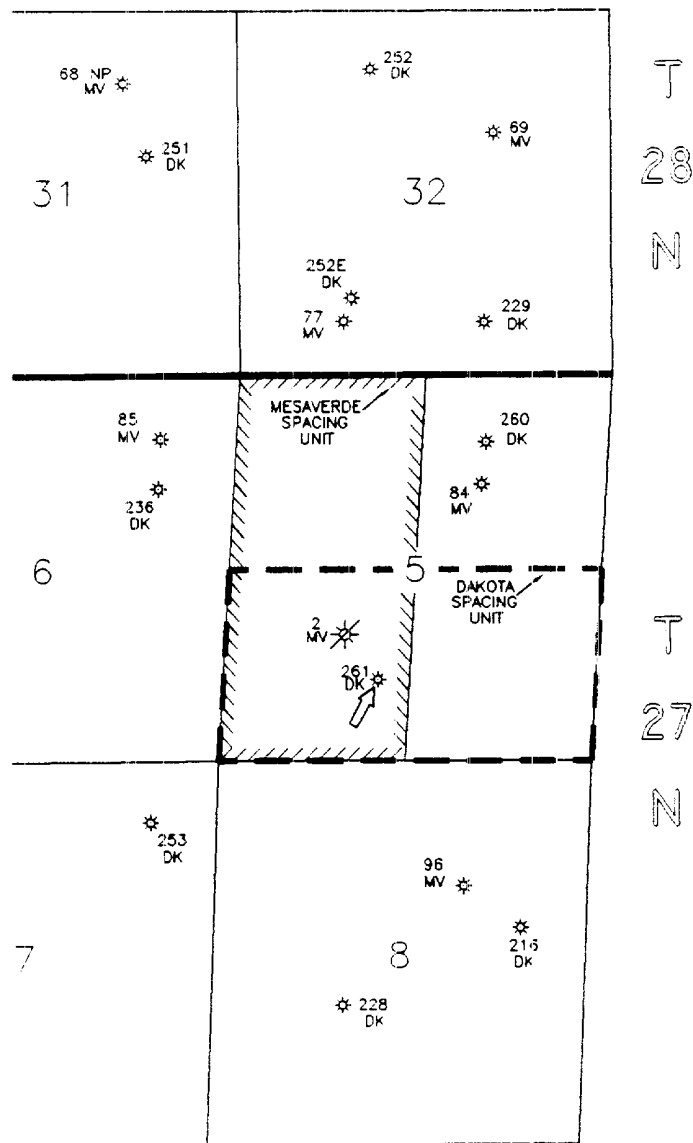 68 NP
MV
251
DK
31
252
DK
69
MV
32
252E
DK
77
MV
229
DK
T
28
N
MESAVERDE
SPACING
UNIT
85
MV
236
DK
6
260
DK
84
MV
5
DAKOTA
SPACING
UNIT
2
MV
261
DK
T
27
N
253
DK
7
96
MV
216
DK
8
228
DK